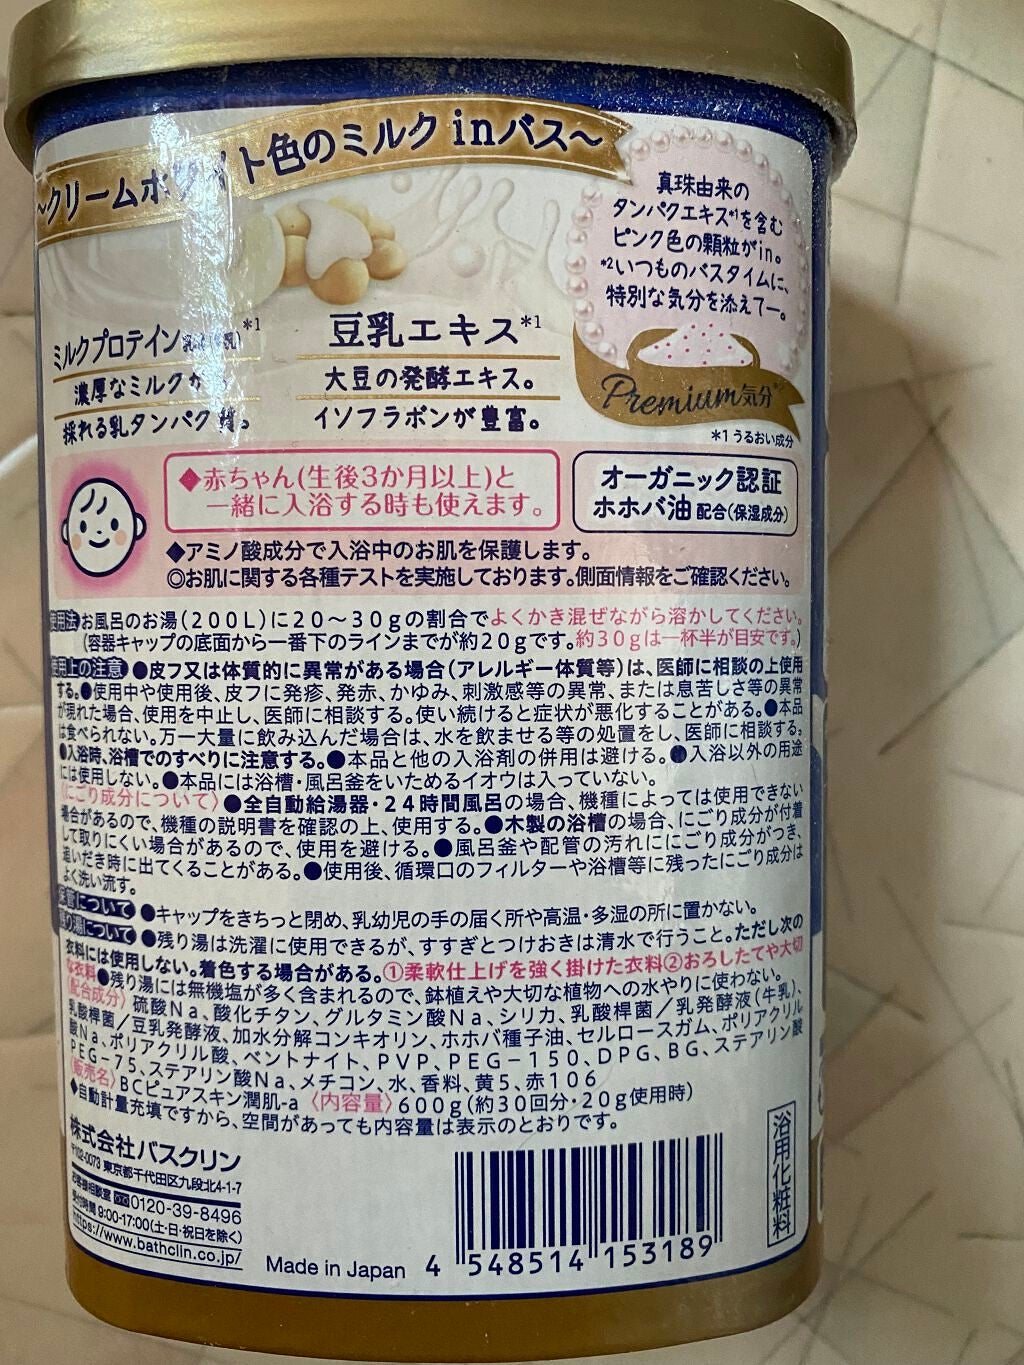 ~クリームホワイト色のミルク inバス~
真珠由来の
タンパクエキス*1を含む
ピンク色の顆粒がin。
*2いつものバスタイムに、
特別な気分を添えてー。
Premium気分*2
*1 うるおい成分
ミルクプロテイン *1
濃厚なミルクから
採れる乳タンパク質。
豆乳エキス*1
大豆の発酵エキス。
イソフラボンが豊富。
◆赤ちゃん(生後3か月以上)と
一緒に入浴する時も使えます。
オーガニック認証
ホホバ油 配合(保湿成分)
◆アミノ酸成分で入浴中のお肌を保護します。
◎お肌に関する各種テストを実施しております。側面情報をご確認ください。
使用法 お風呂のお湯(200L)に20~30gの割合でよくかき混ぜながら溶かしてください。
(容器キャップの底面から一番下のラインまでが約20gです。約30gは一杯半が目安です。)
使用上の注意 ●皮フ又は体質的に異常がある場合(アレルギー体質等)は、医師に相談の上使用
する。●使用中や使用後、皮フに発疹、発赤、かゆみ、刺激感等の異常、または息苦しさ等の異常
が現れた場合、使用を中止し、医師に相談する。使い続けると症状が悪化することがある。●本品
は食べられない。万一大量に飲み込んだ場合は、水を飲ませる等の処置をし、医師に相談する。
●入浴時、浴槽でのすべりに注意する。●本品と他の入浴剤の併用は避ける。●入浴以外の用途
には使用しない。●本品には浴槽・風呂釜をいためるイオウは入っていない。
〈にごり成分について〉●全自動給湯器・24時間風呂の場合、機種によっては使用できない
場合があるので、機種の説明書を確認の上、使用する。●木製の浴槽の場合、にごり成分が付着
して取りにくい場合があるので、使用を避ける。●風呂釜や配管の汚れににごり成分がつき、
追いだき時に出てくることがある。●使用後、循環口のフィルターや浴槽等に残ったにごり成分は
よく洗い流す。
保管について ●キャップをきちっと閉め、乳幼児の手の届く所や高温・多湿の所に置かない。
残り湯について ●残り湯は洗濯に使用できるが、すすぎとつけおきは清水で行うこと。ただし次の
衣料には使用しない。着色する場合がある。①柔軟仕上げを強く掛けた衣料②おろしたてや大切
な衣料●残り湯には無機塩が多く含まれるので、鉢植えや大切な植物への水やりに使わない。
〈配合成分〉硫酸Na、酸化チタン、グルタミン酸Na、シリカ、乳酸桿菌/乳発酵液(牛乳)、
乳酸桿菌/豆乳発酵液、加水分解コンキオリン、ホホバ種子油、セルロースガム、ポリアクリル
酸Na、ポリアクリル酸、ベントナイト、PVP、PEG-150、DPG、BG、ステアリン酸
PEG-75、ステアリン酸Na、メチコン、水、香料、黄5、赤106
〈販売名〉BCピュアスキン潤肌-a 〈内容量〉600g(約30回分・20g使用時)
◆自動計量充填ですから、空間があっても内容量は表示のとおりです。
株式会社バスクリン
〒102-0073 東京都千代田区九段北4-1-7
お客様相談室 0120-39-8496
受付時間 9:00-17:00(土・日・祝日を除く)
https://www.bathclin.co.jp/
Made in Japan
4 548514 153189
浴用化粧料